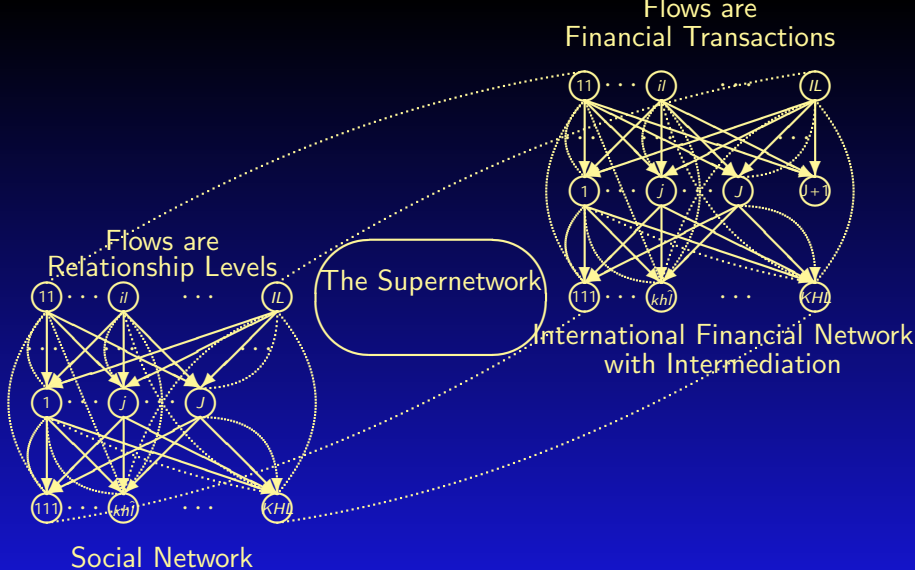 Flows are
Financial Transactions
11 · · · il · · · IL
1 · · · j · · · J J+1
111 · · · khl̂ · · · KHL
International Financial Network
with Intermediation
The Supernetwork
Flows are
Relationship Levels
11 · · · il · · · IL
1 · · · j · · · J
111 · · · khl̂ · · · KHL
Social Network